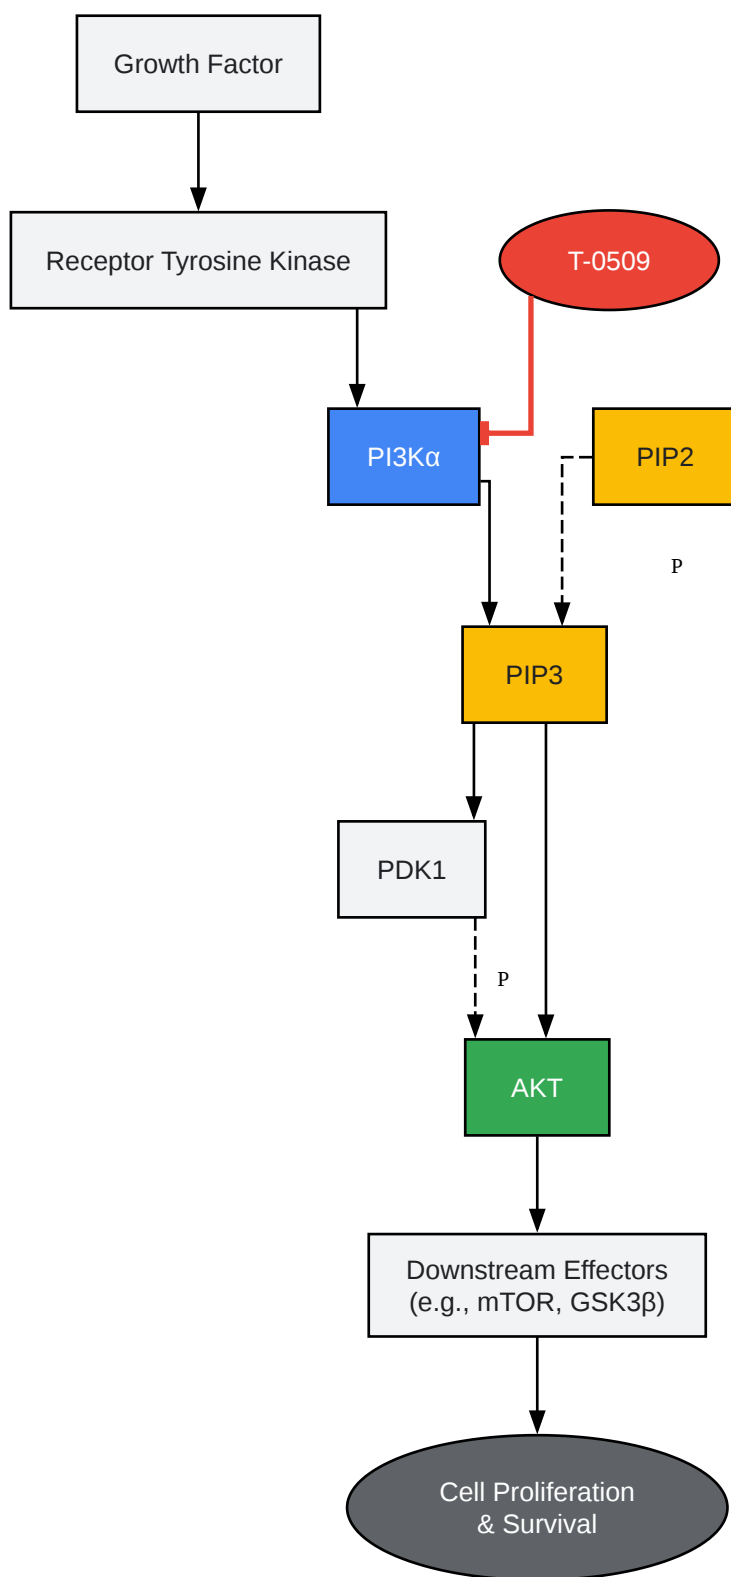 Growth Factor
Receptor Tyrosine Kinase
T-0509
PI3Kα
PIP2
P
PIP3
PDK1
P
AKT
Downstream Effectors
(e.g., mTOR, GSK3β)
Cell Proliferation
& Survival